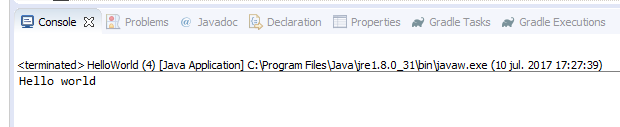 Console Problems @ Javadoc Declaration Properties Gradle Tasks Gradle Executions
<terminated> HelloWorld (4) [Java Application] C:\Program Files\Java\jre1.8.0_31\bin\javaw.exe (10 jul. 2017 17:27:39)
Hello world